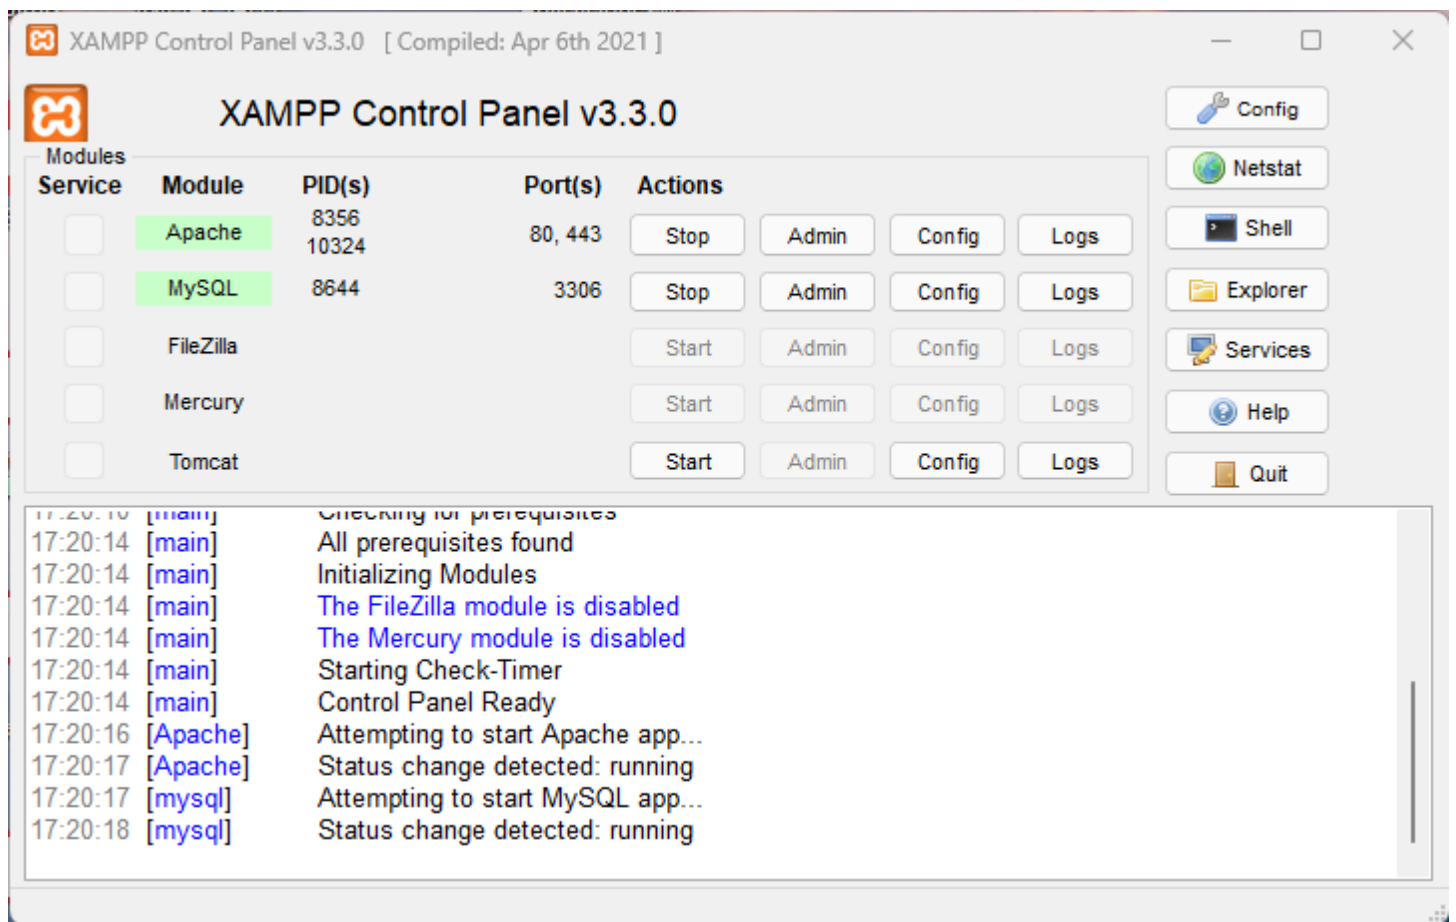 XAMPP Control Panel v3.3.0 [ Compiled: Apr 6th 2021 ]
XAMPP Control Panel v3.3.0
Config
Modules
Netstat
Service Module PID(s) Port(s) Actions
Apache 8356 10324 80, 443 Stop Admin Config Logs
Shell
MySQL 8644 3306 Stop Admin Config Logs
Explorer
FileZilla Start Admin Config Logs
Services
Mercury Start Admin Config Logs
Help
Tomcat Start Admin Config Logs
Quit
17:20:10 [main] Checking for prerequisites
17:20:14 [main] All prerequisites found
17:20:14 [main] Initializing Modules
17:20:14 [main] The FileZilla module is disabled
17:20:14 [main] The Mercury module is disabled
17:20:14 [main] Starting Check-Timer
17:20:14 [main] Control Panel Ready
17:20:16 [Apache] Attempting to start Apache app...
17:20:17 [Apache] Status change detected: running
17:20:17 [mysql] Attempting to start MySQL app...
17:20:18 [mysql] Status change detected: running